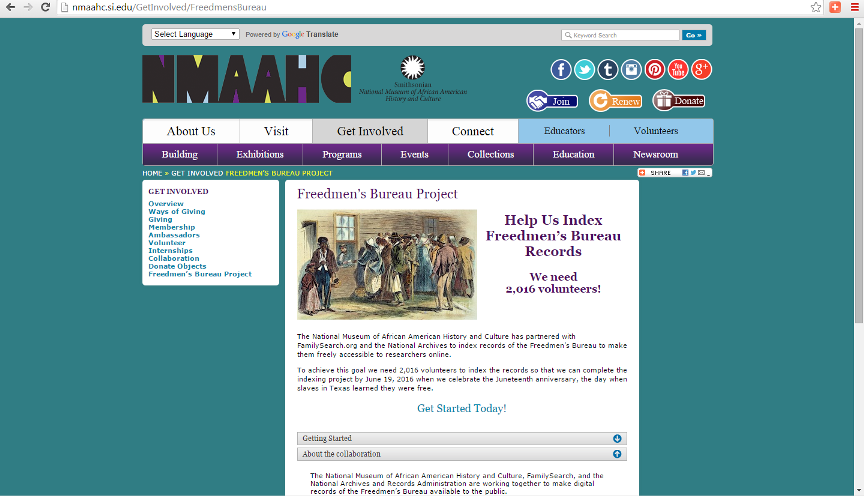 nmaahc.si.edu/GetInvolved/FreedmensBureau
Select Language
Powered by Google Translate
Keyword Search
Go »
NMAAHC
Smithsonian
National Museum of African American
History and Culture
You
Tube
g+
Join
Renew
Donate
About Us
Visit
Get Involved
Connect
Educators
Volunteers
Building
Exhibitions
Programs
Events
Collections
Education
Newsroom
HOME » GET INVOLVED FREEDMEN'S BUREAU PROJECT
SHARE
GET INVOLVED
Overview
Ways of Giving
Giving
Membership
Ambassadors
Volunteer
Internships
Collaboration
Donate Objects
Freedmen's Bureau Project
Freedmen's Bureau Project
Help Us Index
Freedmen's Bureau
Records
We need
2,016 volunteers!
The National Museum of African American History and Culture has partnered with
FamilySearch.org and the National Archives to index records of the Freedmen's Bureau to make
them freely accessible to researchers online.
To achieve this goal we need 2,016 volunteers to index the records so that we can complete the
indexing project by June 19, 2016 when we celebrate the Juneteenth anniversary, the day when
slaves in Texas learned they were free.
Get Started Today!
Getting Started
About the collaboration
The National Museum of African American History and Culture, FamilySearch, and the
National Archives and Records Administration are working together to make digital
records of the Freedmen's Bureau available to the public.